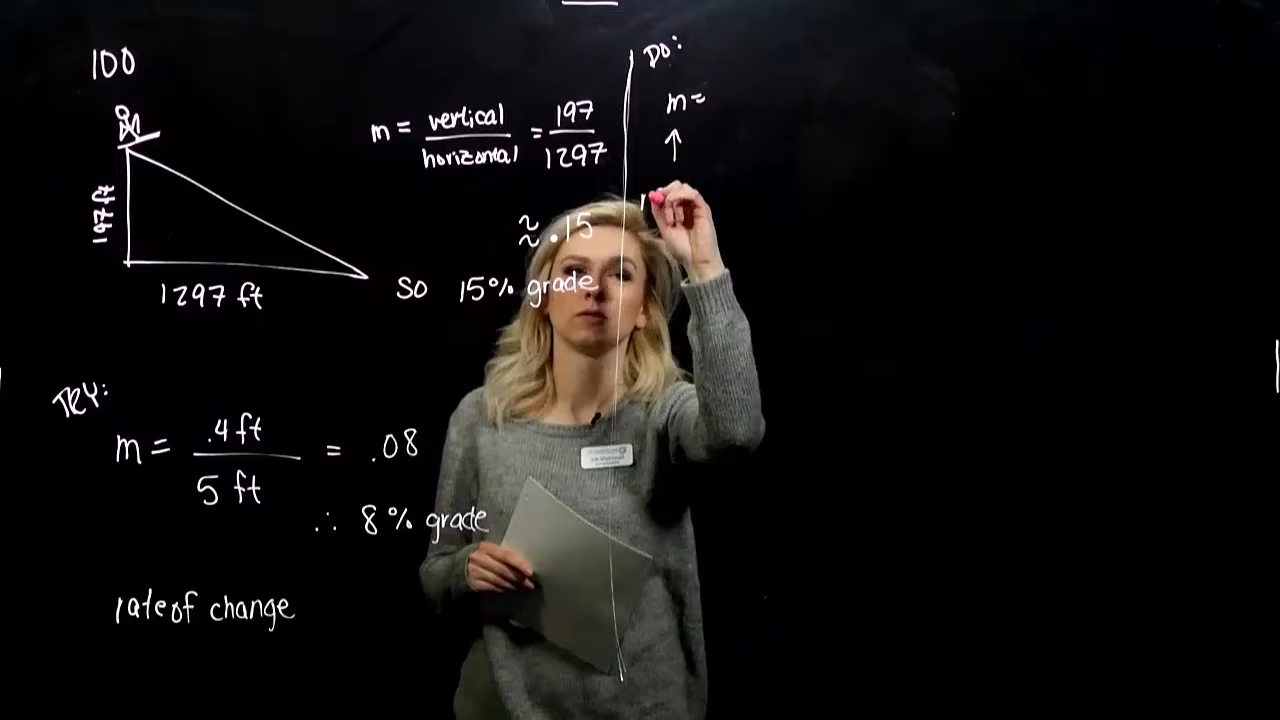 100
197 ft
1297 ft
m = vertical / horizontal = 197 / 1297
≈ .15
So 15% grade
TRY:
m = .4 ft / 5 ft = .08
∴ 8% grade
rate of change
DO:
m =
↑